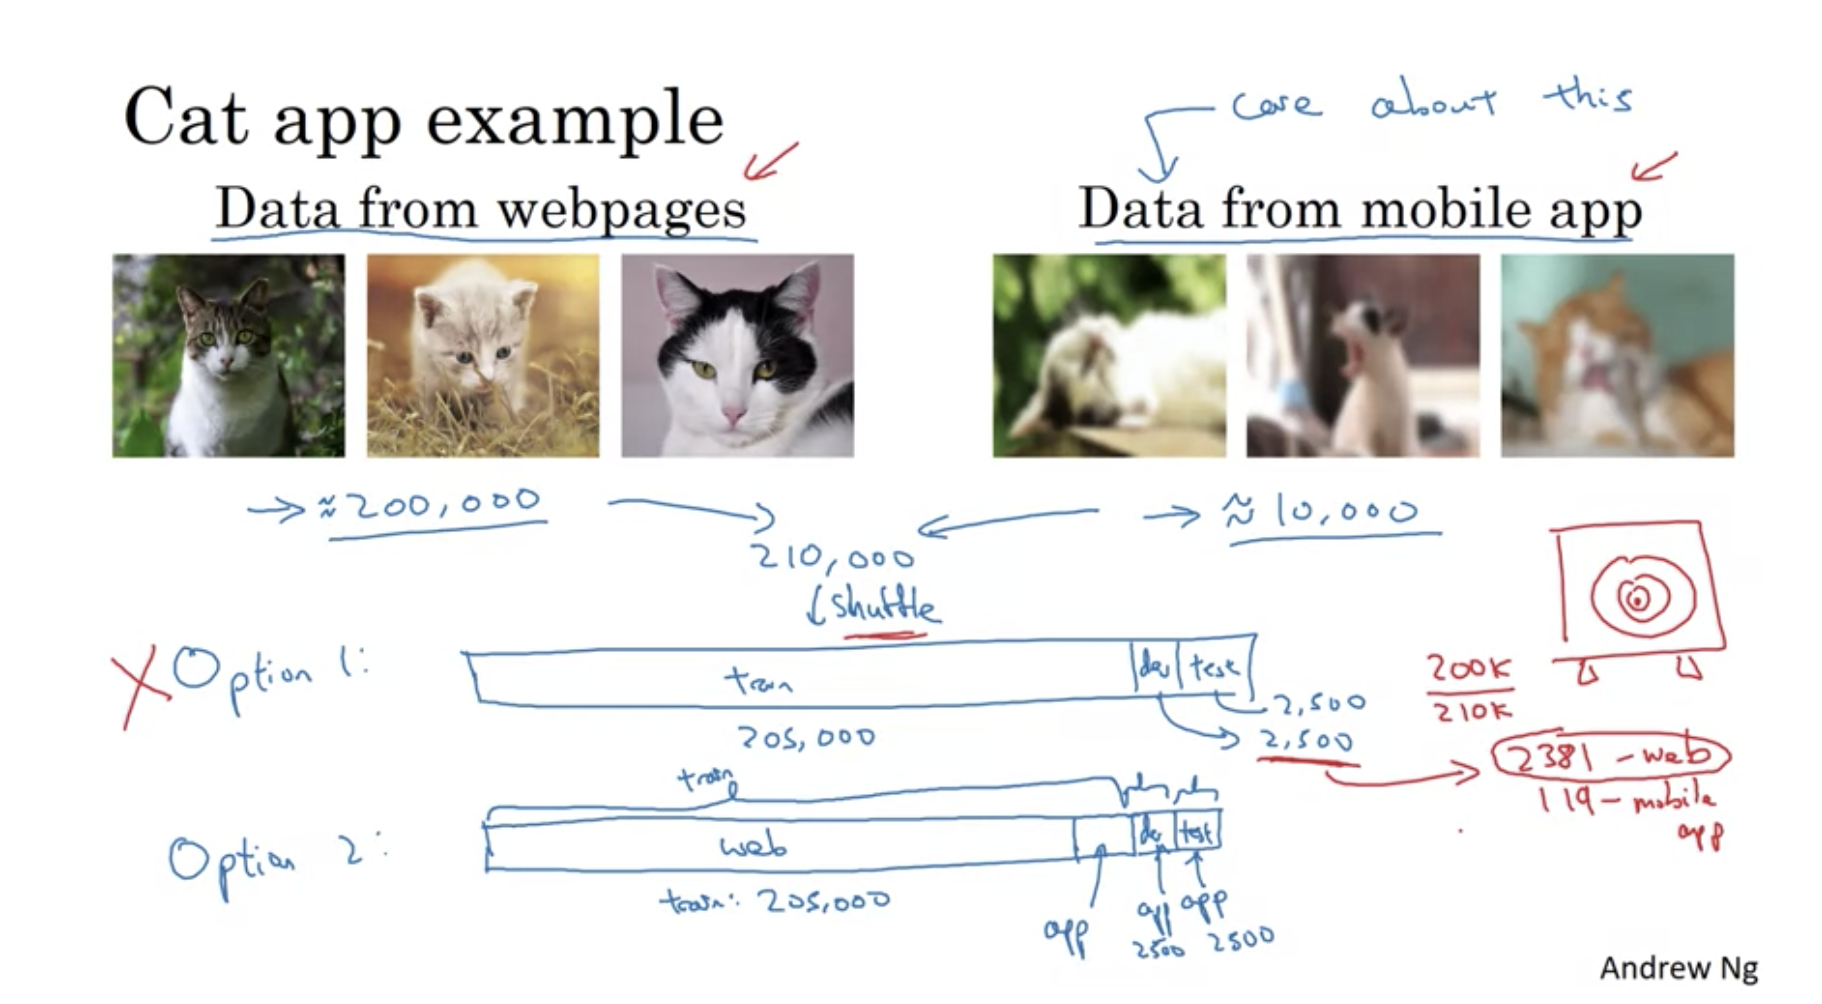 Cat app example
care about this
Data from webpages
Data from mobile app
→ ≈ 200,000
→ ≈ 10,000
210,000
↓ shuffle
X Option 1:
train
dev
test
200K
210K
2,500
205,000
2,500
2381 - web
119 - mobile
app
train
Option 2:
web
dev
test
train: 205,000
app
app
app
2500
2500
Andrew Ng